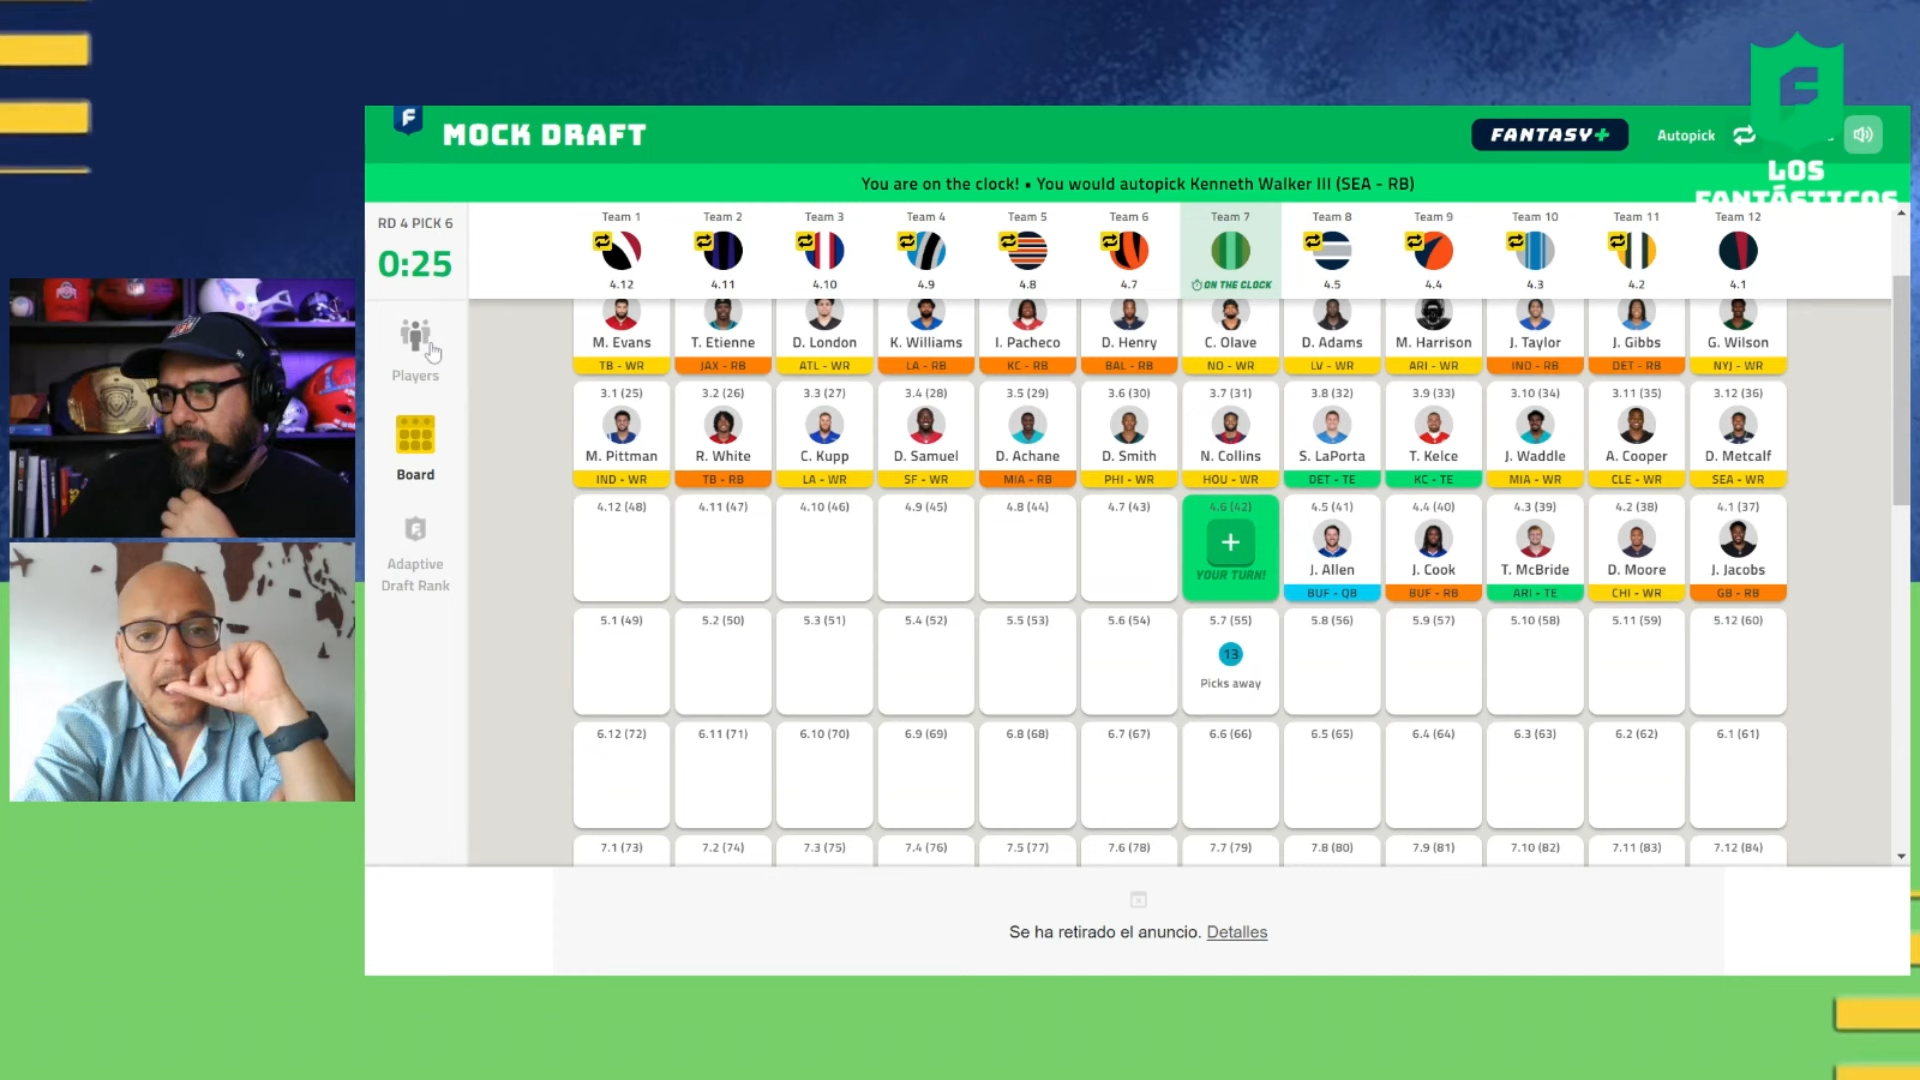 MOCK DRAFT
FANTASY+
Autopick
LOS
FANTÁSTICOS
You are on the clock! • You would autopick Kenneth Walker III (SEA - RB)
RD 4 PICK 6
0:25
Players
Board
Adaptive
Draft Rank
Team 1 Team 2 Team 3 Team 4 Team 5 Team 6 Team 7 Team 8 Team 9 Team 10 Team 11 Team 12
4.12 4.11 4.10 4.9 4.8 4.7 ON THE CLOCK 4.5 4.4 4.3 4.2 4.1
M. Evans T. Etienne D. London K. Williams I. Pacheco D. Henry C. Olave D. Adams M. Harrison J. Taylor J. Gibbs G. Wilson
TB - WR JAX - RB ATL - WR LA - RB KC - RB BAL - RB NO - WR LV - WR ARI - WR IND - RB DET - RB NYJ - WR
3.1 (25) 3.2 (26) 3.3 (27) 3.4 (28) 3.5 (29) 3.6 (30) 3.7 (31) 3.8 (32) 3.9 (33) 3.10 (34) 3.11 (35) 3.12 (36)
M. Pittman R. White C. Kupp D. Samuel D. Achane D. Smith N. Collins S. LaPorta T. Kelce J. Waddle A. Cooper D. Metcalf
IND - WR TB - RB LA - WR SF - WR MIA - RB PHI - WR HOU - WR DET - TE KC - TE MIA - WR CLE - WR SEA - WR
4.12 (48) 4.11 (47) 4.10 (46) 4.9 (45) 4.8 (44) 4.7 (43) 4.6 (42) 4.5 (41) 4.4 (40) 4.3 (39) 4.2 (38) 4.1 (37)
YOUR TURN! J. Allen J. Cook T. McBride D. Moore J. Jacobs
BUF - QB BUF - RB ARI - TE CHI - WR GB - RB
5.1 (49) 5.2 (50) 5.3 (51) 5.4 (52) 5.5 (53) 5.6 (54) 5.7 (55) 5.8 (56) 5.9 (57) 5.10 (58) 5.11 (59) 5.12 (60)
13
Picks away
6.12 (72) 6.11 (71) 6.10 (70) 6.9 (69) 6.8 (68) 6.7 (67) 6.6 (66) 6.5 (65) 6.4 (64) 6.3 (63) 6.2 (62) 6.1 (61)
7.1 (73) 7.2 (74) 7.3 (75) 7.4 (76) 7.5 (77) 7.6 (78) 7.7 (79) 7.8 (80) 7.9 (81) 7.10 (82) 7.11 (83) 7.12 (84)
Se ha retirado el anuncio. Detalles